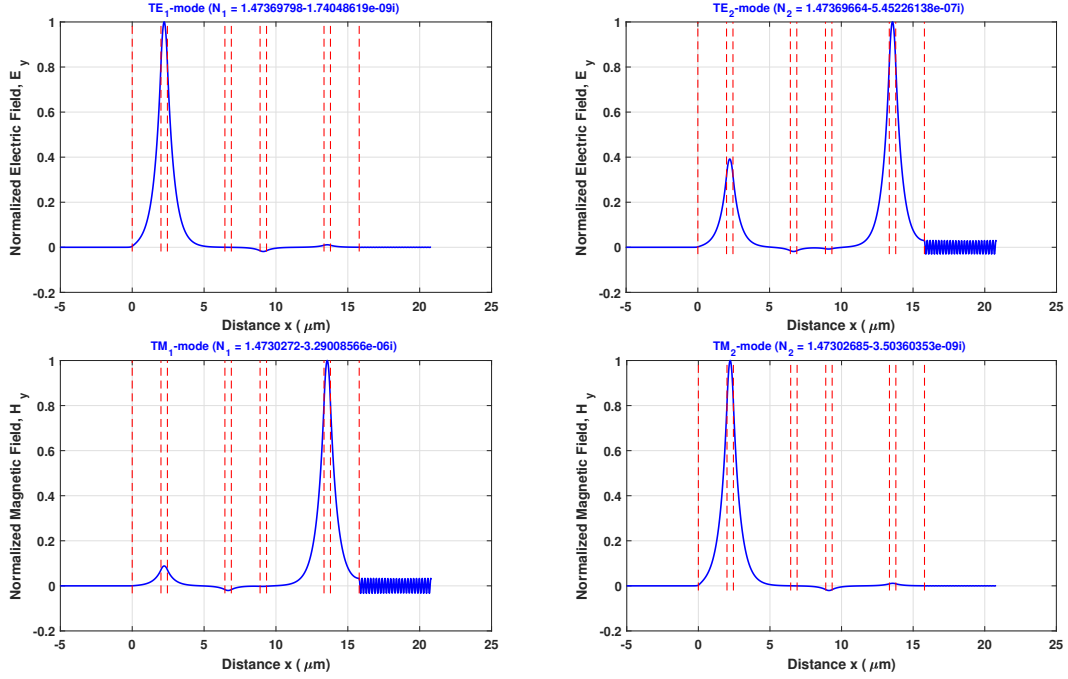 TE1-mode (N1 = 1.47369798-1.74048619e-09i)
Normalized Electric Field, Ey
1
0.8
0.6
0.4
0.2
0
-0.2
-5 0 5 10 15 20 25
Distance x ( μm)
TE2-mode (N2 = 1.47369664-5.45226138e-07i)
Normalized Electric Field, Ey
1
0.8
0.6
0.4
0.2
0
-0.2
-5 0 5 10 15 20 25
Distance x ( μm)
TM1-mode (N1 = 1.4730272-3.29008566e-06i)
Normalized Magnetic Field, Hy
1
0.8
0.6
0.4
0.2
0
-0.2
-5 0 5 10 15 20 25
Distance x ( μm)
TM2-mode (N2 = 1.47302685-3.50360353e-09i)
Normalized Magnetic Field, Hy
1
0.8
0.6
0.4
0.2
0
-0.2
-5 0 5 10 15 20 25
Distance x ( μm)